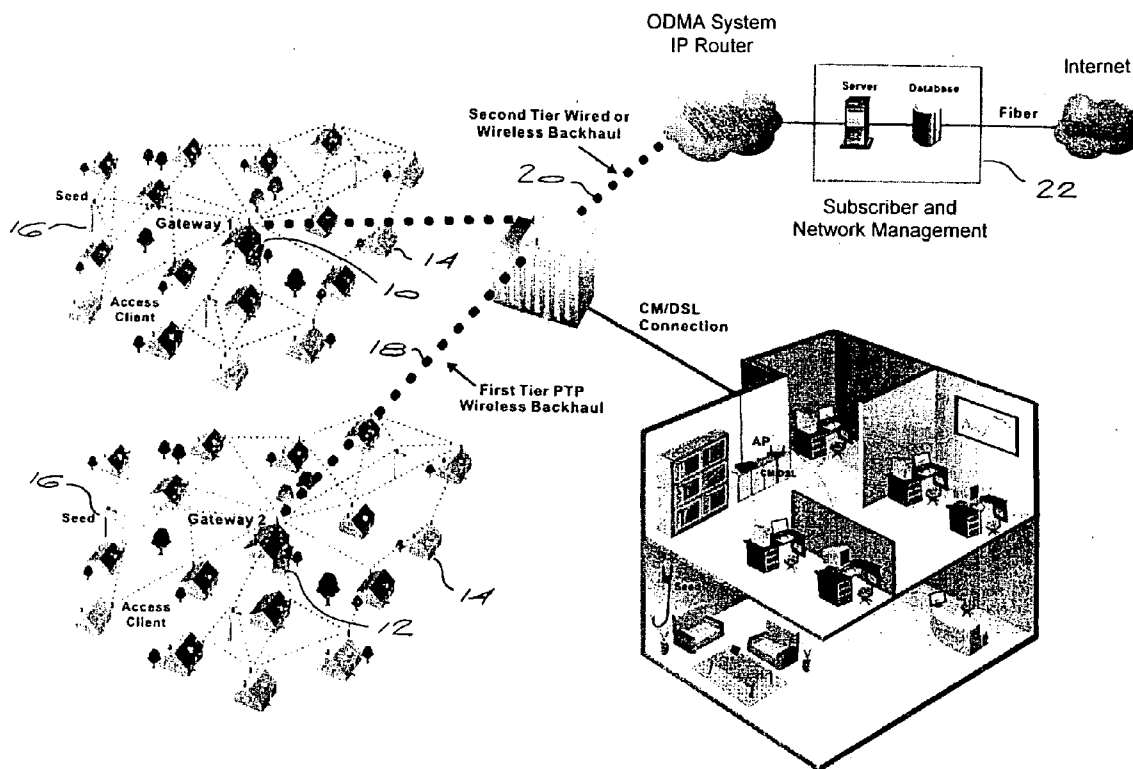 ODMA System
IP Router
Internet
Server
Database
Fiber
Second Tier Wired or
Wireless Backhaul
20
22
Subscriber and
Network Management
Seed
16
Gateway 1
14
10
Access
Client
CM/DSL
Connection
18
First Tier PTP
Wireless Backhaul
AP
CM/DSL
16
Seed
Gateway 2
14
Access
Client
12
Seed